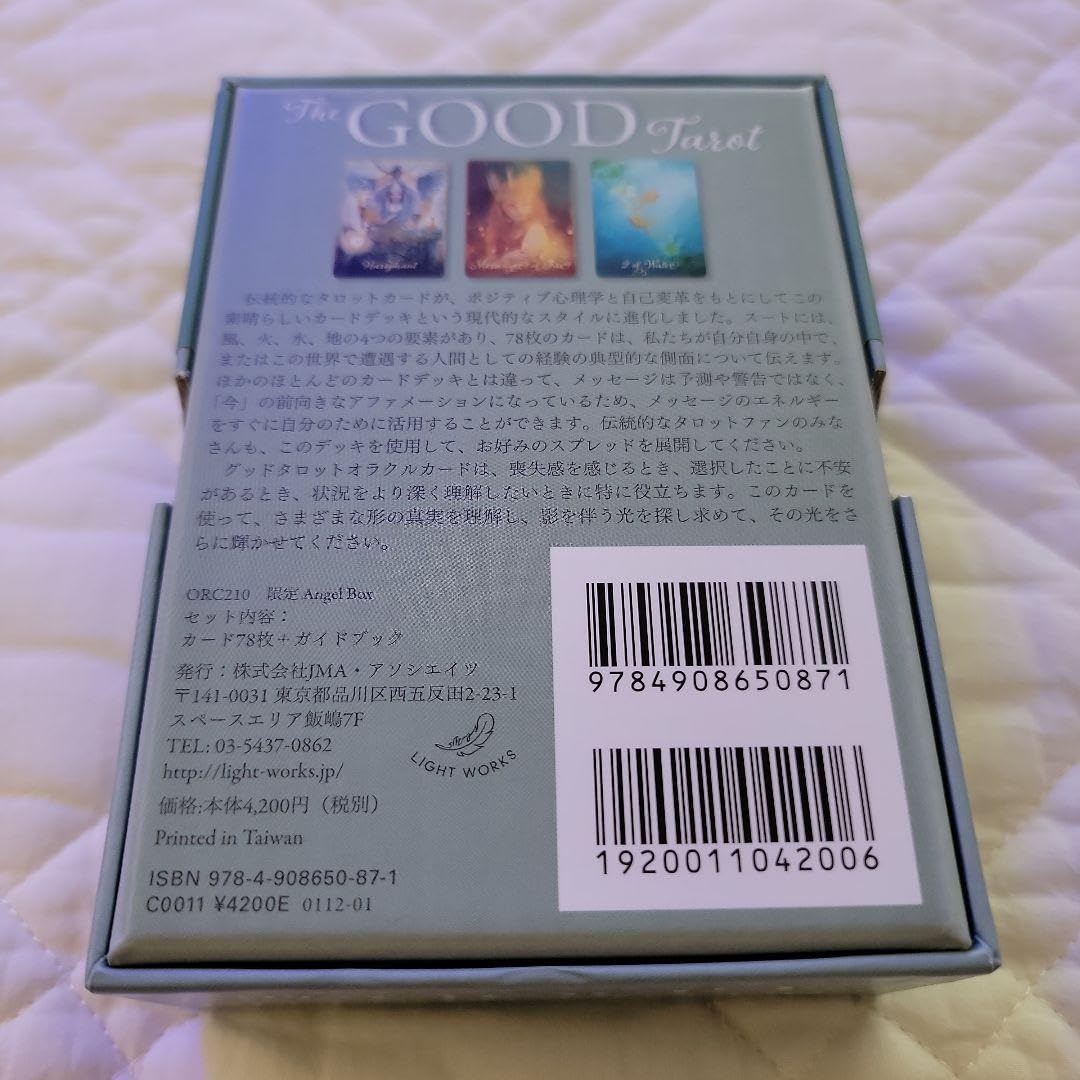 The GOOD Tarot
Hierophant
2 of Water
伝統的なタロットカードが、ポジティブ心理学と自己変革をもとにしてこの
素晴らしいカードデッキという現代的なスタイルに進化しました。スートには、
風、火、水、地の4つの要素があり、78枚のカードは、私たちが自分自身の中で、
またはこの世界で遭遇する人間としての経験の典型的な側面について伝えます。
ほかのほとんどのカードデッキとは違って、メッセージは予測や警告ではなく、
「今」の前向きなアファメーションになっているため、メッセージのエネルギー
をすぐに自分のために活用することができます。伝統的なタロットファンのみな
さんも、このデッキを使用して、お好みのスプレッドを展開してください。
グッドタロットオラクルカードは、喪失感を感じるとき、選択したことに不安
があるとき、状況をより深く理解したいときに特に役立ちます。このカードを
使って、さまざまな形の真実を理解し、影を伴う光を探し求めて、その光をさ
らに輝かせてください。
ORC210 限定 Angel Box
セット内容：
カード78枚＋ガイドブック
発行：株式会社JMA・アソシエイツ
〒141-0031 東京都品川区西五反田2-23-1
スペースエリア飯嶋7F
TEL: 03-5437-0862
http://light-works.jp/
LIGHT WORKS
価格:本体4,200円（税別）
Printed in Taiwan
ISBN 978-4-908650-87-1
C0011 ¥4200E 0112-01
9784908650871
1920011042006